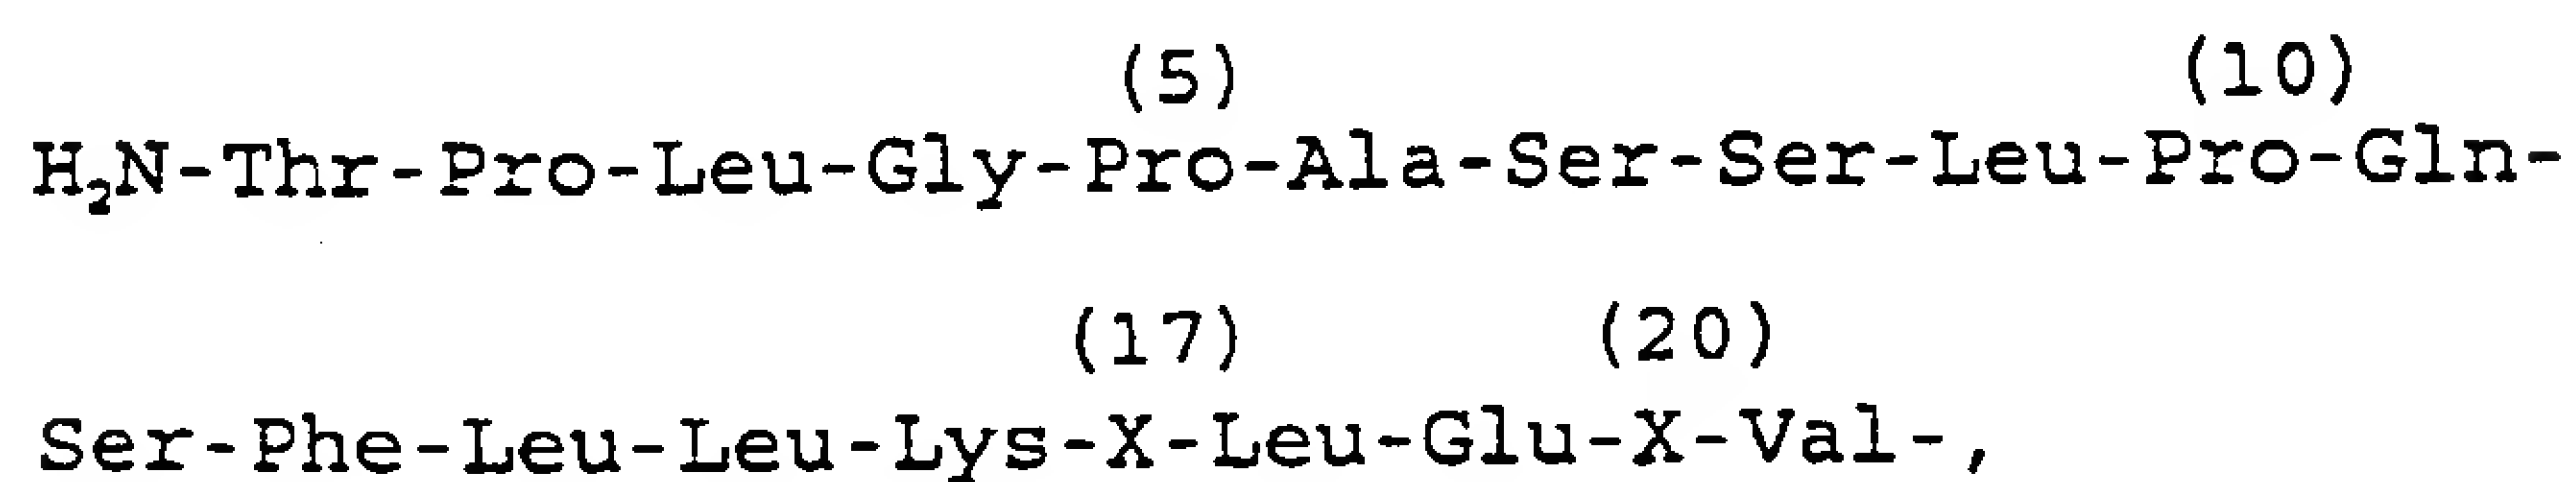 (5) (10)
H₂N-Thr-Pro-Leu-Gly-Pro-Ala-Ser-Ser-Leu-Pro-Gln-
(17) (20)
Ser-Phe-Leu-Leu-Lys-X-Leu-Glu-X-Val-,